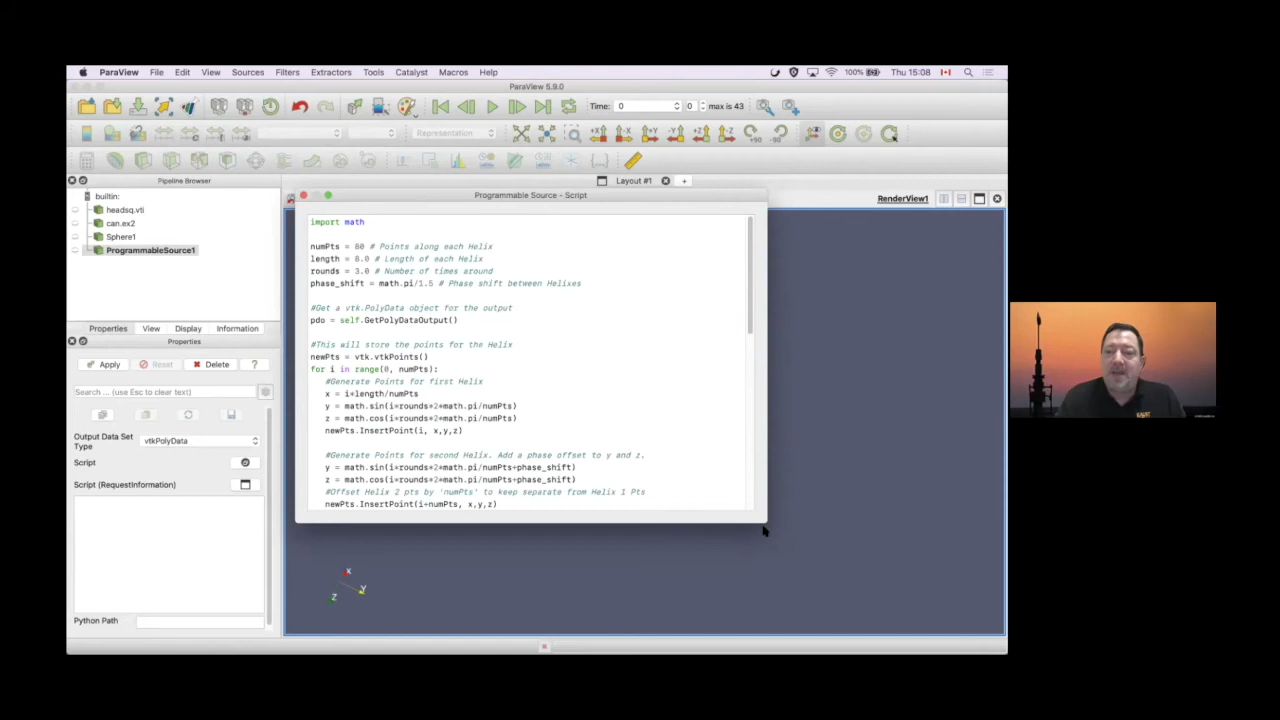 ParaView File Edit View Sources Filters Extractors Tools Catalyst Macros Help 100% Thu 15:08
ParaView 5.9.0
Time: 0 0 max is 43
Representation
+X -X +Y -Y +Z -Z +90 -90
Pipeline Browser
Layout #1 +
builtin:
headsq.vti
can.ex2
Sphere1
ProgrammableSource1
RenderView1
Programmable Source - Script
import math
numPts = 80 # Points along each Helix
length = 8.0 # Length of each Helix
rounds = 3.0 # Number of times around
phase_shift = math.pi/1.5 # Phase shift between Helixes
#Get a vtk.PolyData object for the output
pdo = self.GetPolyDataOutput()
#This will store the points for the Helix
newPts = vtk.vtkPoints()
for i in range(0, numPts):
#Generate Points for first Helix
x = i*length/numPts
y = math.sin(i*rounds*2*math.pi/numPts)
z = math.cos(i*rounds*2*math.pi/numPts)
newPts.InsertPoint(i, x,y,z)
#Generate Points for second Helix. Add a phase offset to y and z.
y = math.sin(i*rounds*2*math.pi/numPts+phase_shift)
z = math.cos(i*rounds*2*math.pi/numPts+phase_shift)
#Offset Helix 2 pts by 'numPts' to keep separate from Helix 1 Pts
newPts.InsertPoint(i+numPts, x,y,z)
Properties View Display Information
Properties
Apply Reset Delete ?
Search ... (use Esc to clear text)
Output Data Set Type vtkPolyData
Script
Script (RequestInformation)
Python Path
X
Y
Z